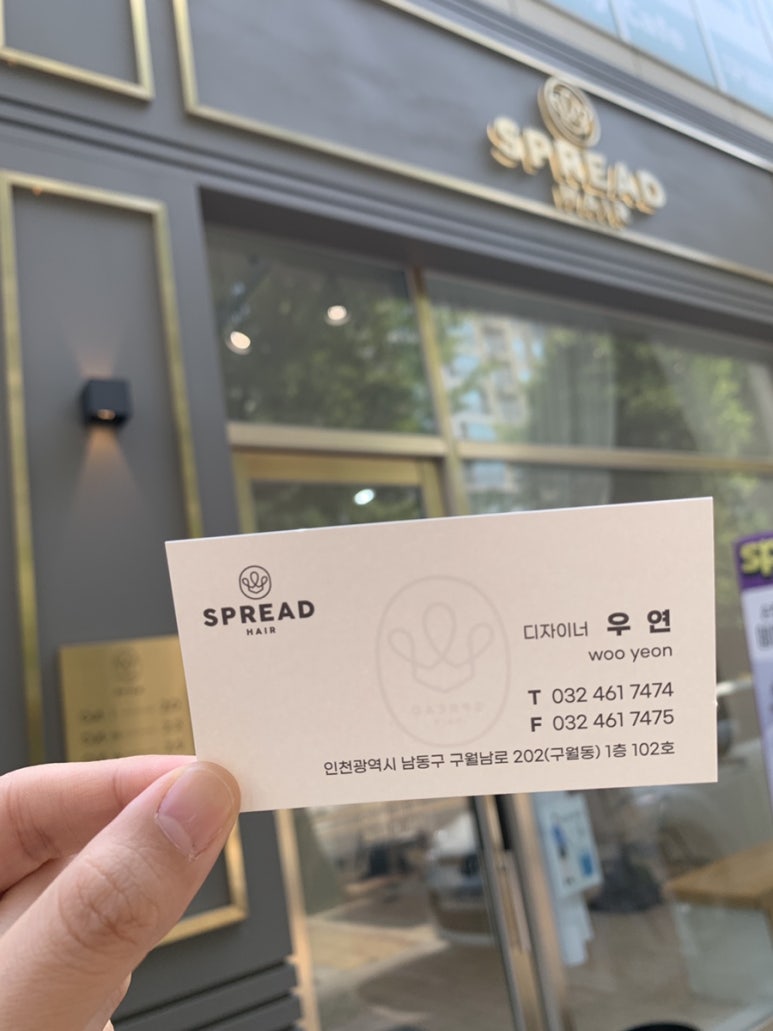 SPREAD
HAIR
SPREAD
HAIR
디자이너 우 연
woo yeon
T 032 461 7474
F 032 461 7475
인천광역시 남동구 구월남로 202(구월동) 1층 102호
SPREAD
sp